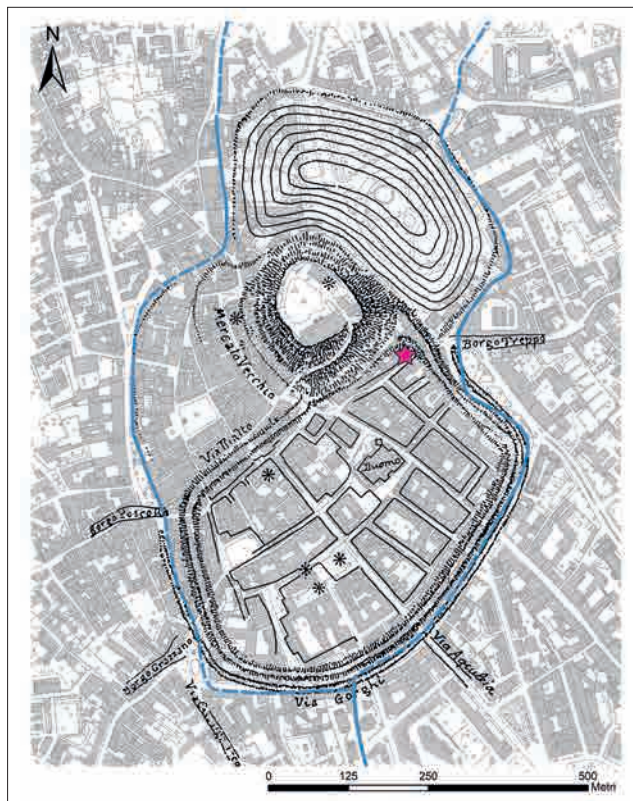 N
Mercato Vecchio
Borgo Treppo
Via Rialto
Duomo
Borgo Poscolle
Borgo Grazzano
Via Aquileia
Via Gorghi
0 125 250 500
Metri